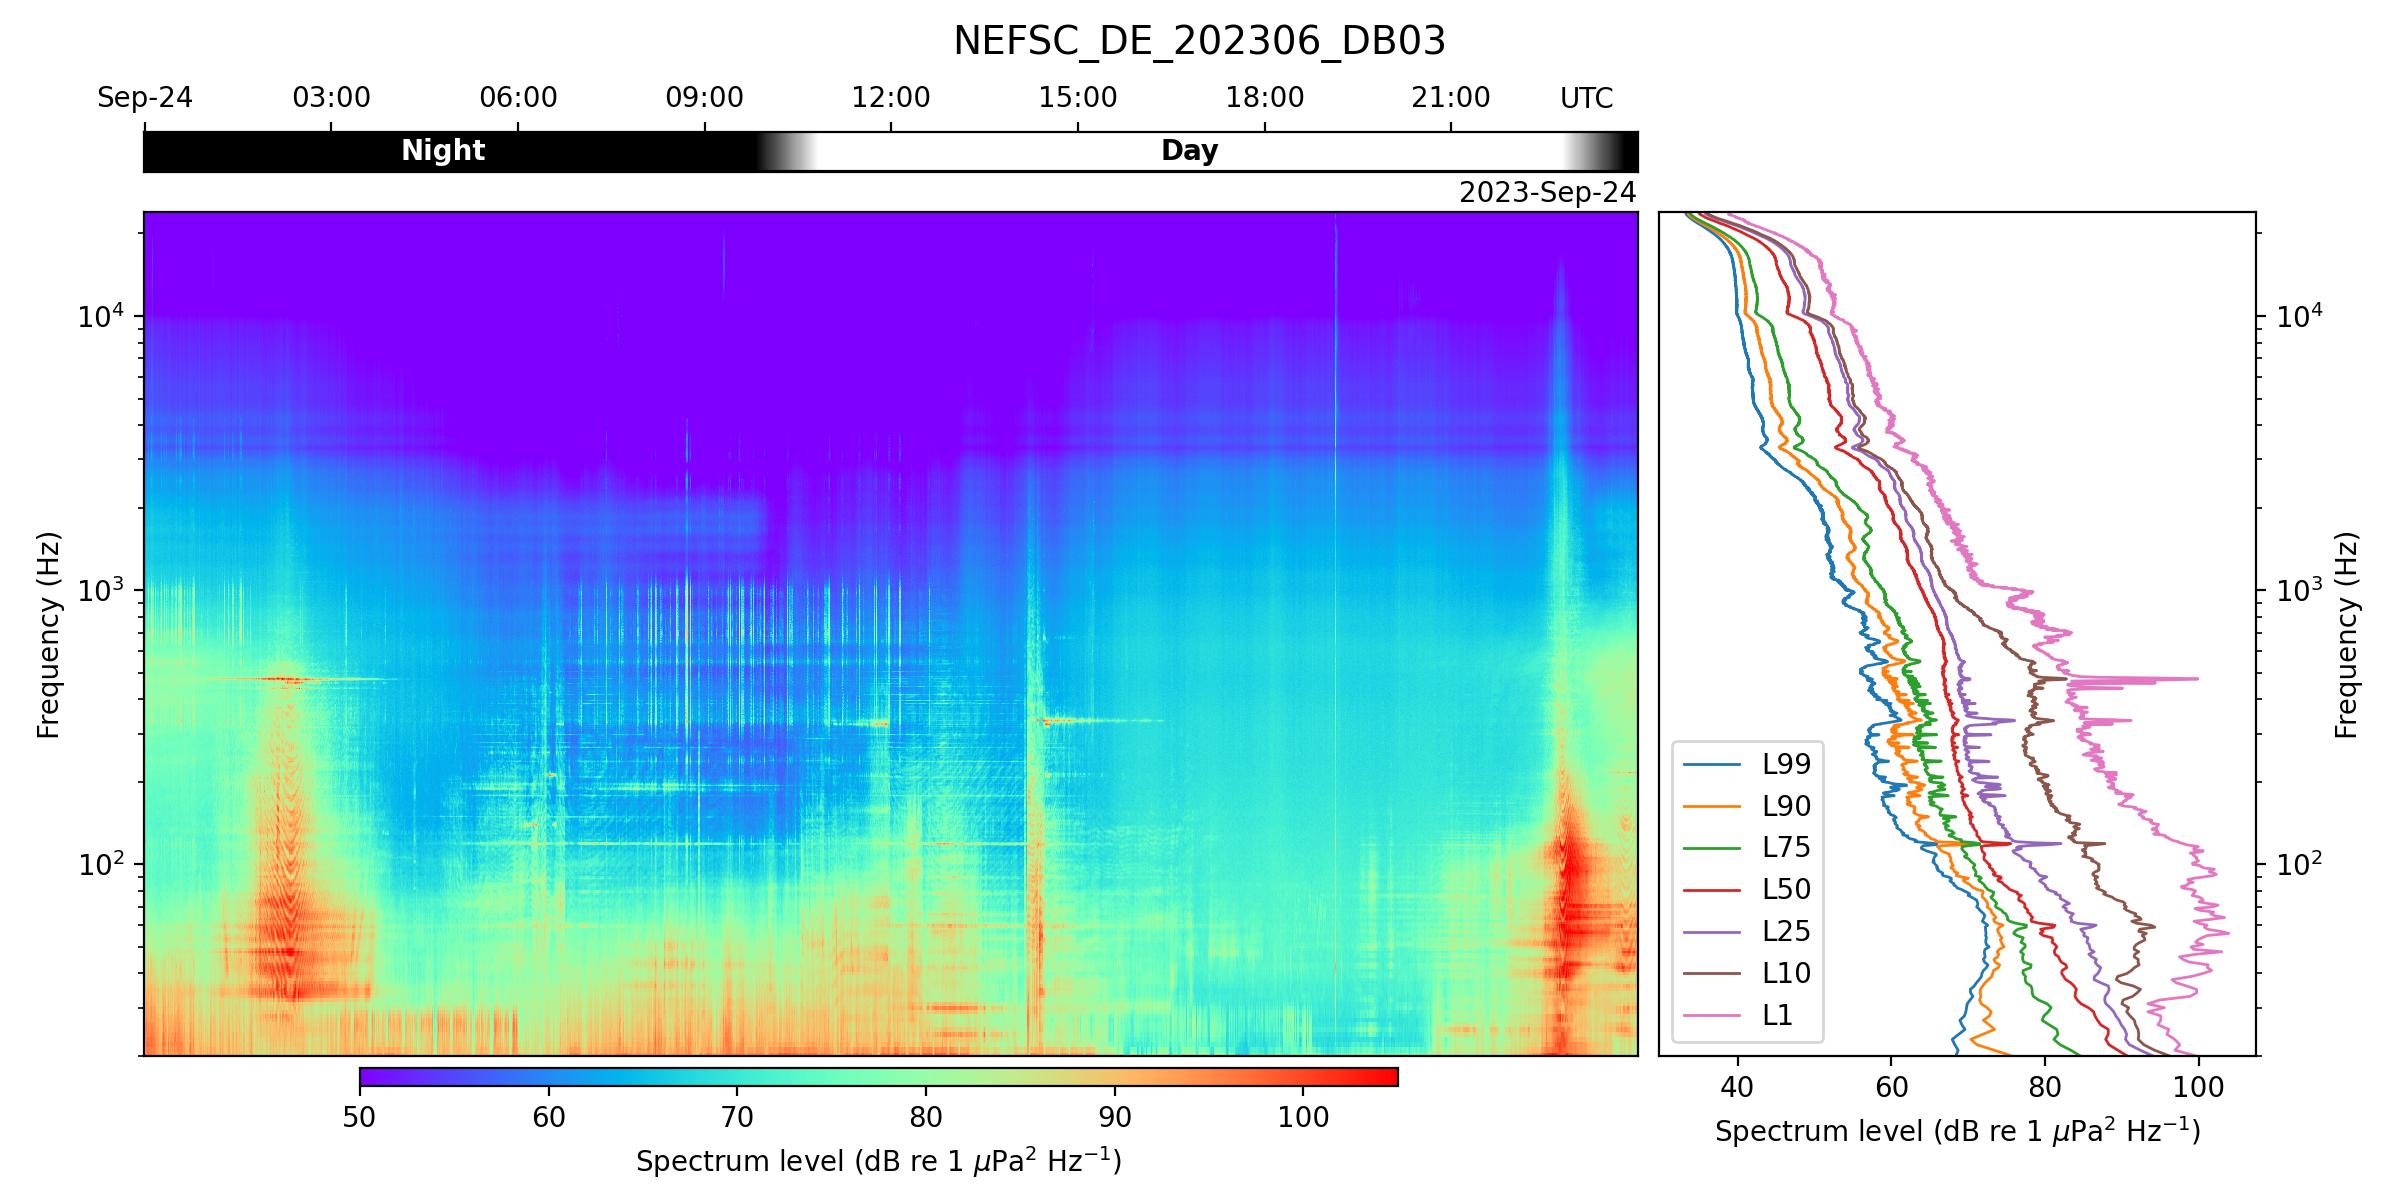 NEFSC_DE_202306_DB03
Sep-24 03:00 06:00 09:00 12:00 15:00 18:00 21:00 UTC
Night Day
2023-Sep-24
10⁴
10³
10²
Frequency (Hz)
10⁴
10³
10²
Frequency (Hz)
L99
L90
L75
L50
L25
L10
L1
40 60 80 100
Spectrum level (dB re 1 μPa² Hz⁻¹)
50 60 70 80 90 100
Spectrum level (dB re 1 μPa² Hz⁻¹)